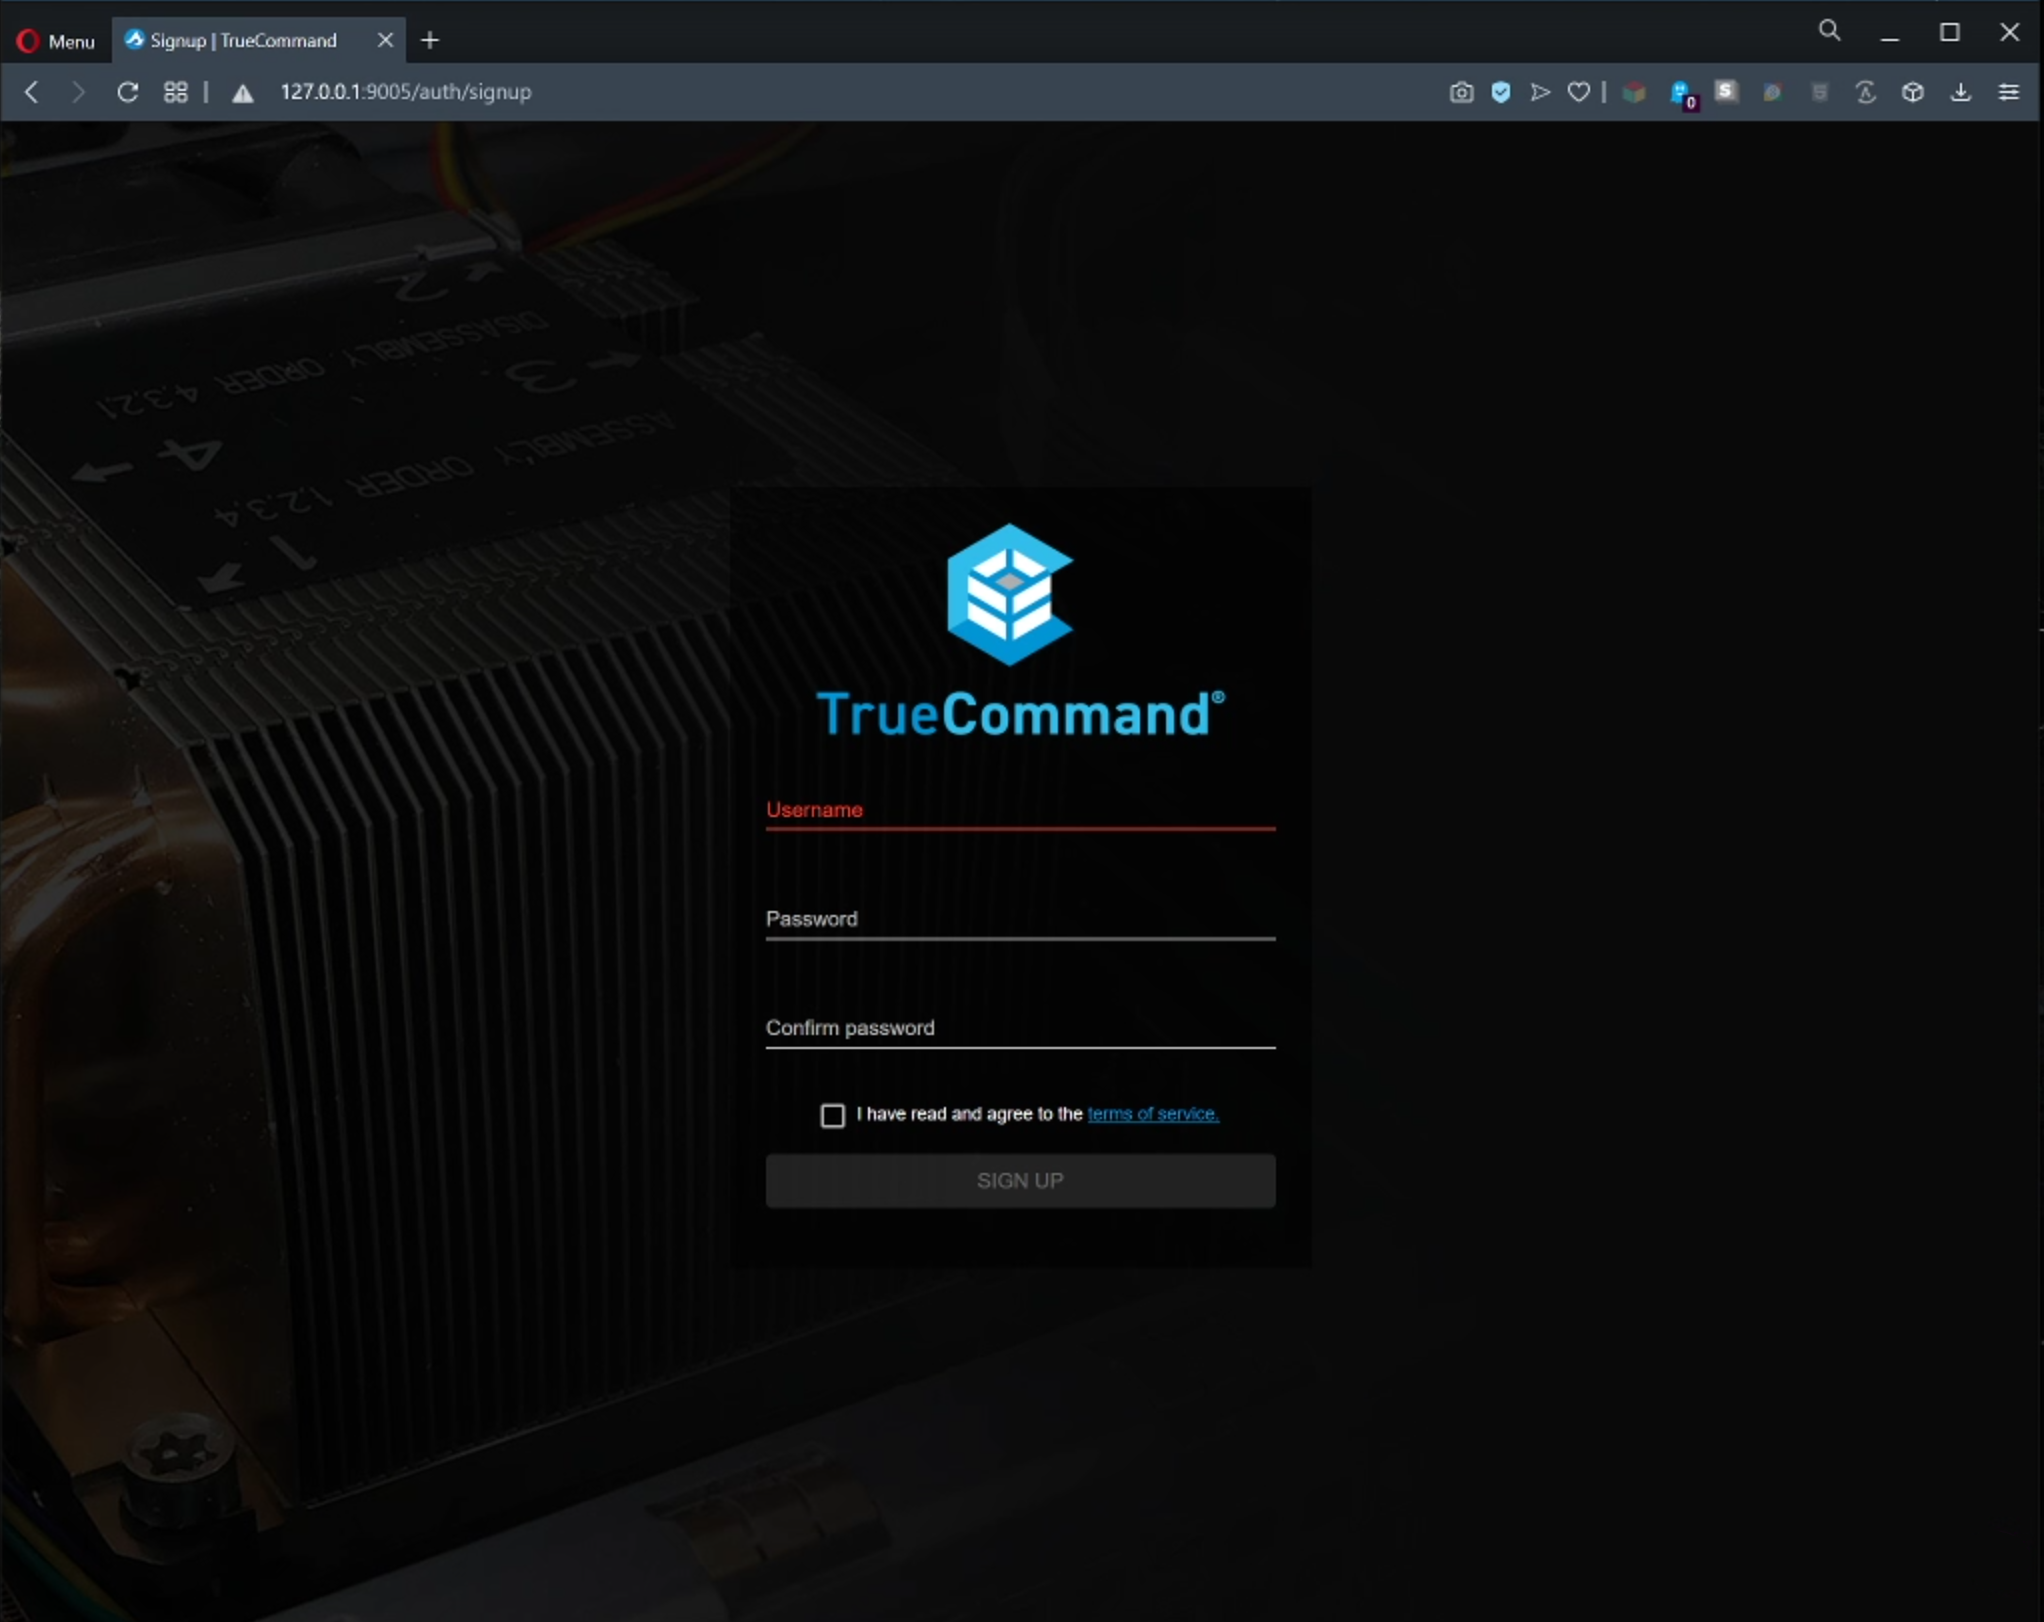 Menu
Signup | TrueCommand
127.0.0.1:9005/auth/signup
0
S
2
DISASSEMBLY ORDER 4,3,2,1
3
4
ASSEMBLY ORDER 1,2,3,4
1
TrueCommand®
Username
Password
Confirm password
I have read and agree to the terms of service.
SIGN UP